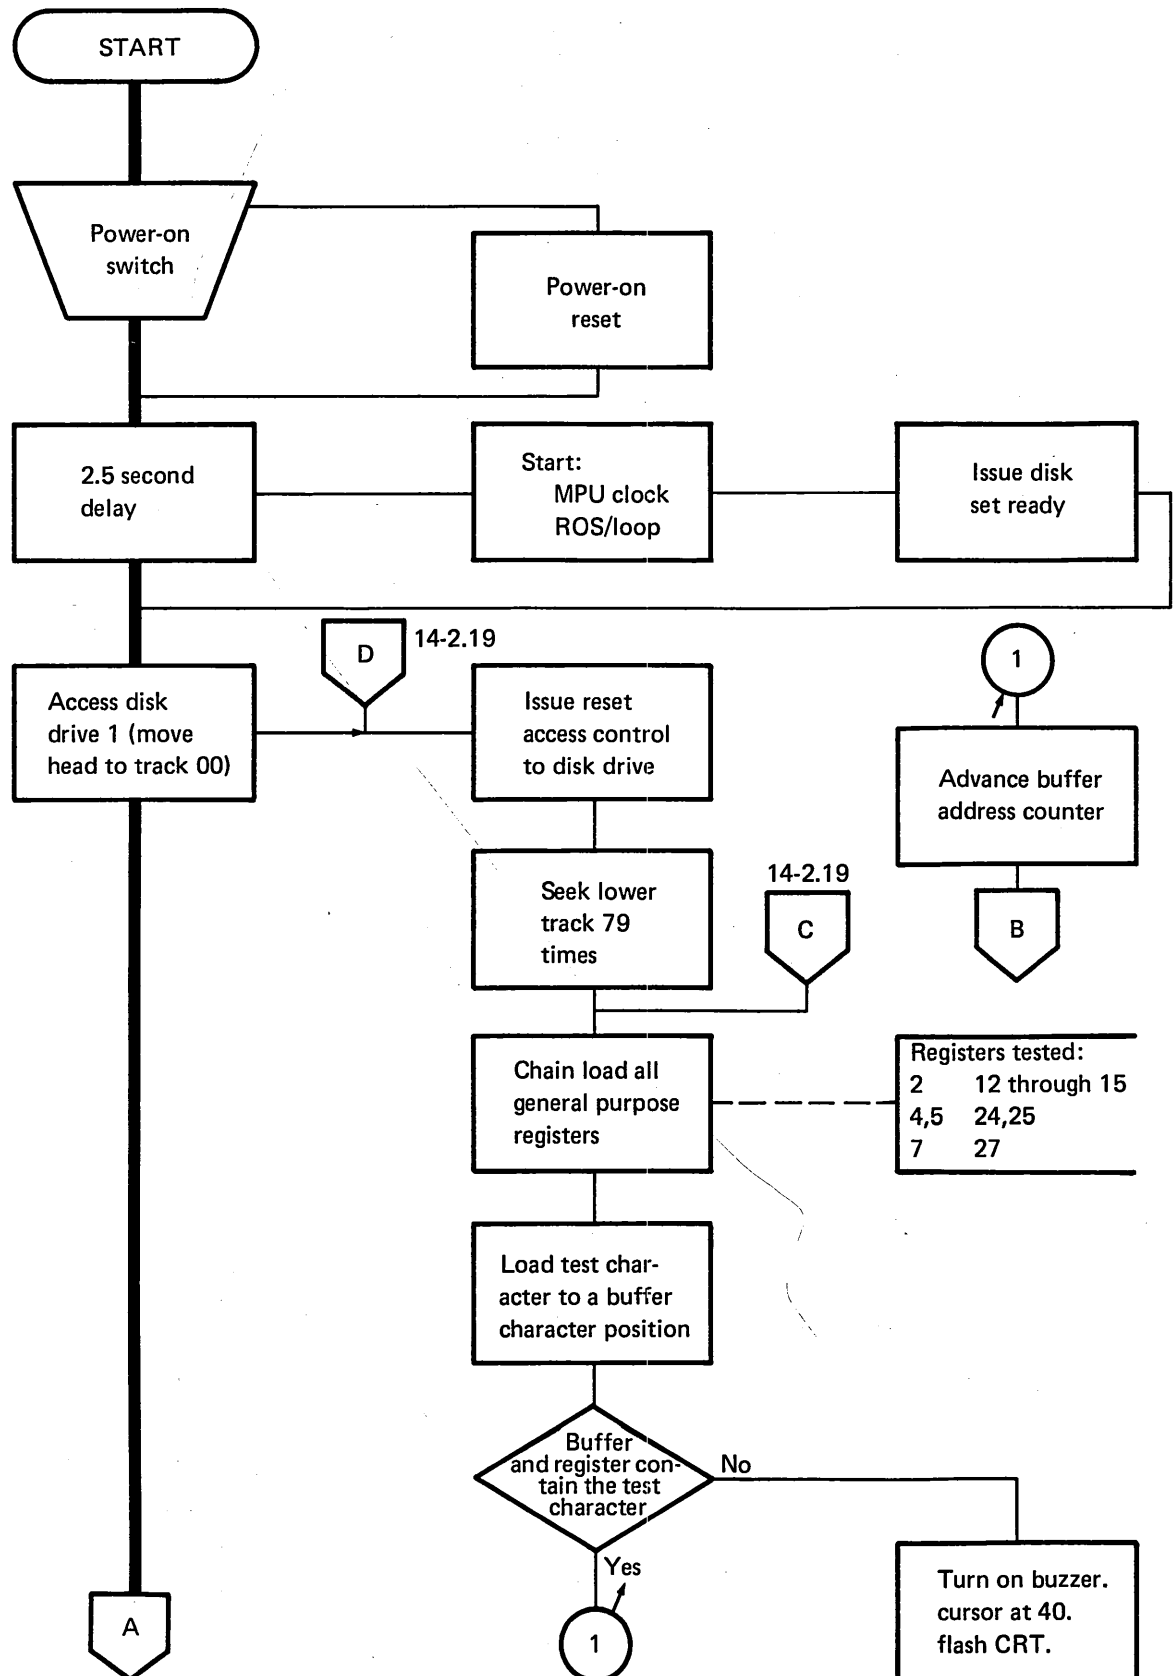 START
Power-on
switch
Power-on
reset
2.5 second
delay
Start:
MPU clock
ROS/loop
Issue disk
set ready
Access disk
drive 1 (move
head to track 00)
D
14-2.19
Issue reset
access control
to disk drive
1
Advance buffer
address counter
B
Seek lower
track 79
times
14-2.19
C
Chain load all
general purpose
registers
Registers tested:
2 12 through 15
4,5 24,25
7 27
Load test char-
acter to a buffer
character position
Buffer
and register con-
tain the test
character
No
Yes
1
Turn on buzzer.
cursor at 40.
flash CRT.
A